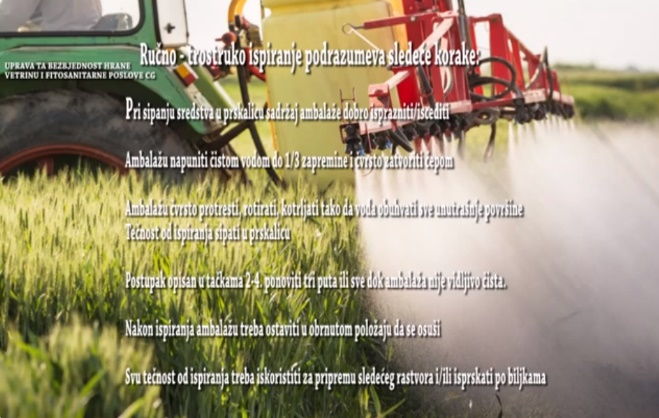 UPRAVA TA BEZBJEDNOST HRANE
VETRINU I FITOSANITARNE POSLOVE CG
Ručno - trostruko ispiranje podrazumeva sledeće korake:
Pri sipanju sredstva u prskalicu sadržaj ambalaže dobro isprazniti/iscediti
Ambalažu napuniti čistom vodom do 1/3 zapremine i čvrsto zatvoriti čepom
Ambalažu čvrsto protresti, rotirati, kotrljati tako da voda obuhvati sve unutrašnje površine
Tečnost od ispiranja sipati u prskalicu
Postupak opisan u tačkama 2-4. ponoviti tri puta ili sve dok ambalaža nije vidljivo čista.
Nakon ispiranja ambalažu treba ostaviti u obrnutom položaju da se osuši
Svu tečnost od ispiranja treba iskoristiti za pripremu sledećeg rastvora i/ili isprskati po biljkama